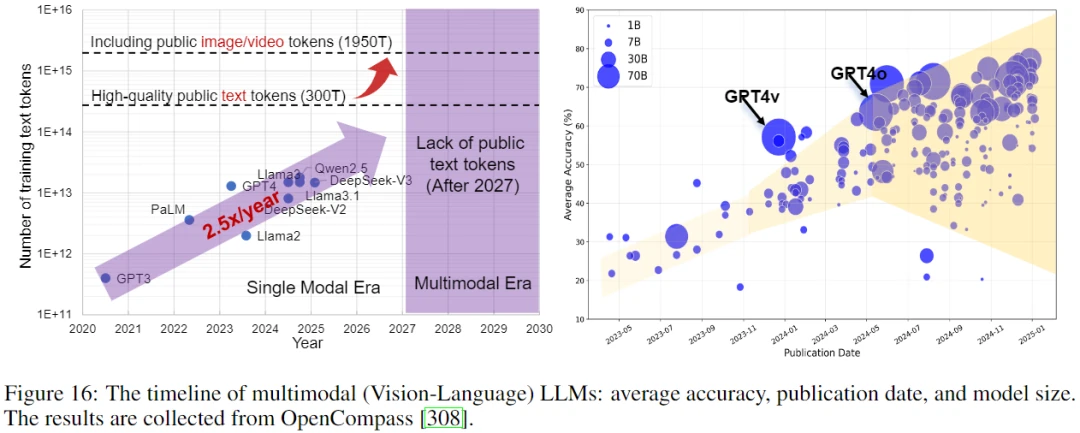 1E+16
Including public image/video tokens (1950T)
1E+15
High-quality public text tokens (300T)
1E+14
Lack of public
text tokens
(After 2027)
Llama3
Qwen2.5
1E+13
GPT4
DeepSeek-V3
Llama3.1
PaLM
2.5x/year
DeepSeek-V2
Llama2
1E+12
GPT3
Single Modal Era
Multimodal Era
1E+11
2020 2021 2022 2023 2024 2025 2026 2027 2028 2029 2030
Year
Number of training text tokens
90
80
70
60
50
40
30
20
10
Average Accuracy (%)
1B
7B
30B
70B
GPT4o
GPT4v
2023-05 2023-07 2023-09 2023-11 2024-01 2024-03 2024-05 2024-07 2024-09 2024-11 2025-01
Publication Date
Figure 16: The timeline of multimodal (Vision-Language) LLMs: average accuracy, publication date, and model size.
The results are collected from OpenCompass [308].